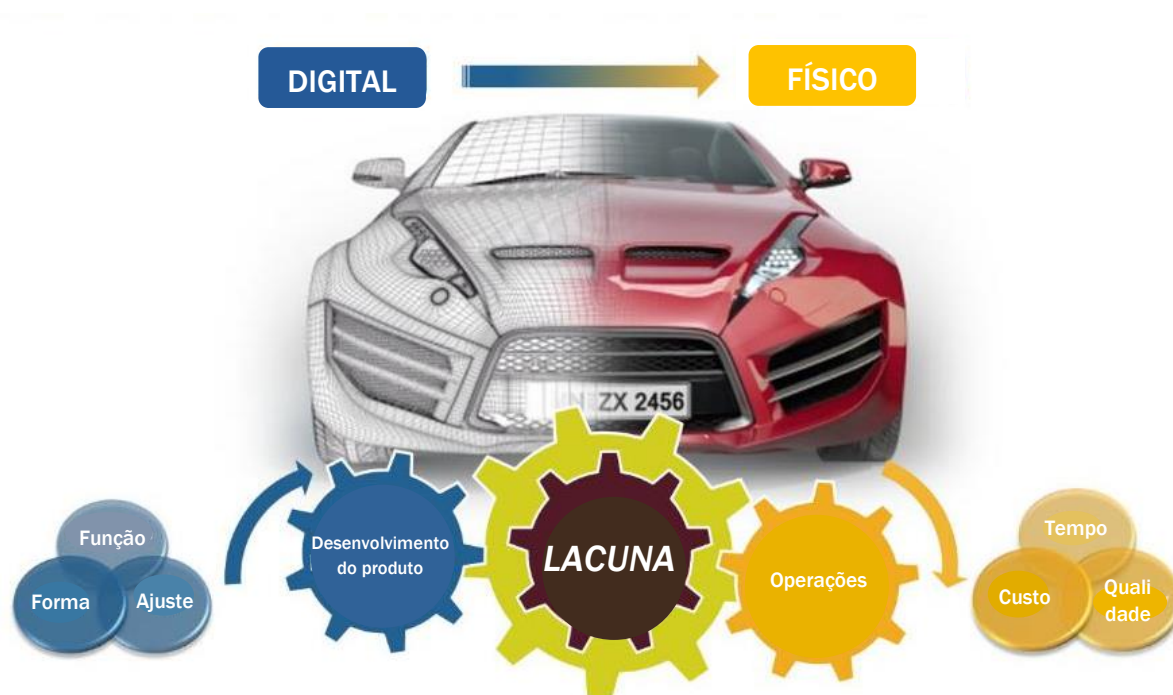 DIGITAL
FÍSICO
ZX 2456
Função
Forma
Ajuste
Desenvolvimento
do produto
LACUNA
Operações
Tempo
Custo
Quali
dade